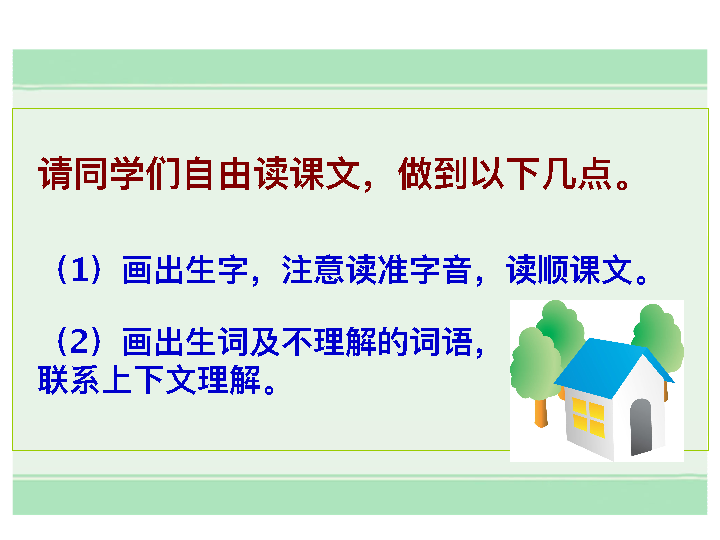 请同学们自由读课文，做到以下几点。
（1）画出生字，注意读准字音，读顺课文。
（2）画出生词及不理解的词语，
联系上下文理解。